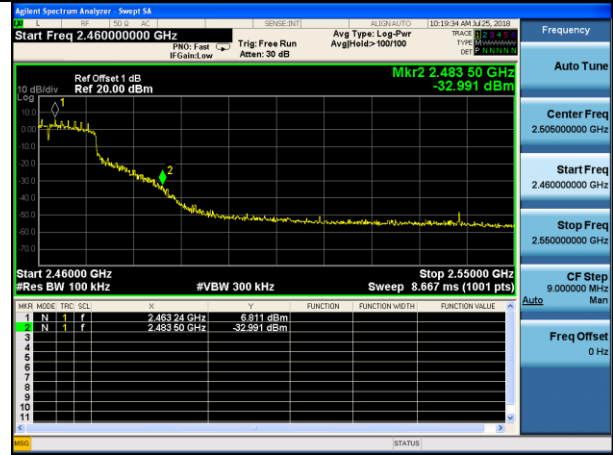 Agilent Spectrum Analyzer - Swept SA
L RF 50 Ω AC SENSE:INT ALIGN AUTO 10:19:34 AM Jul 25, 2018
Start Freq 2.460000000 GHz
PNO: Fast
IFGain:Low
Trig: Free Run
Atten: 30 dB
Avg Type: Log-Pwr
Avg|Hold:> 100/100
TRACE 1 2 3 4 5 6
TYPE
DET P N N N N N
Frequency
Auto Tune
Center Freq
2.505000000 GHz
Start Freq
2.460000000 GHz
Stop Freq
2.550000000 GHz
CF Step
9.000000 MHz
Auto Man
Freq Offset
0 Hz
Mkr2 2.483 50 GHz
-32.991 dBm
Ref Offset 1 dB
10 dB/div Ref 20.00 dBm
Log
10.0
0.00
-10.0
-20.0
-30.0
-40.0
-50.0
-60.0
-70.0
1
2
Start 2.46000 GHz Stop 2.55000 GHz
#Res BW 100 kHz #VBW 300 kHz Sweep 8.667 ms (1001 pts)
MKR MODE TRC SCL X Y FUNCTION FUNCTION WIDTH FUNCTION VALUE
1 N 1 f 2.463 24 GHz 6.811 dBm
2 N 1 f 2.483 50 GHz -32.991 dBm
3
4
5
6
7
8
9
10
11
MSG STATUS